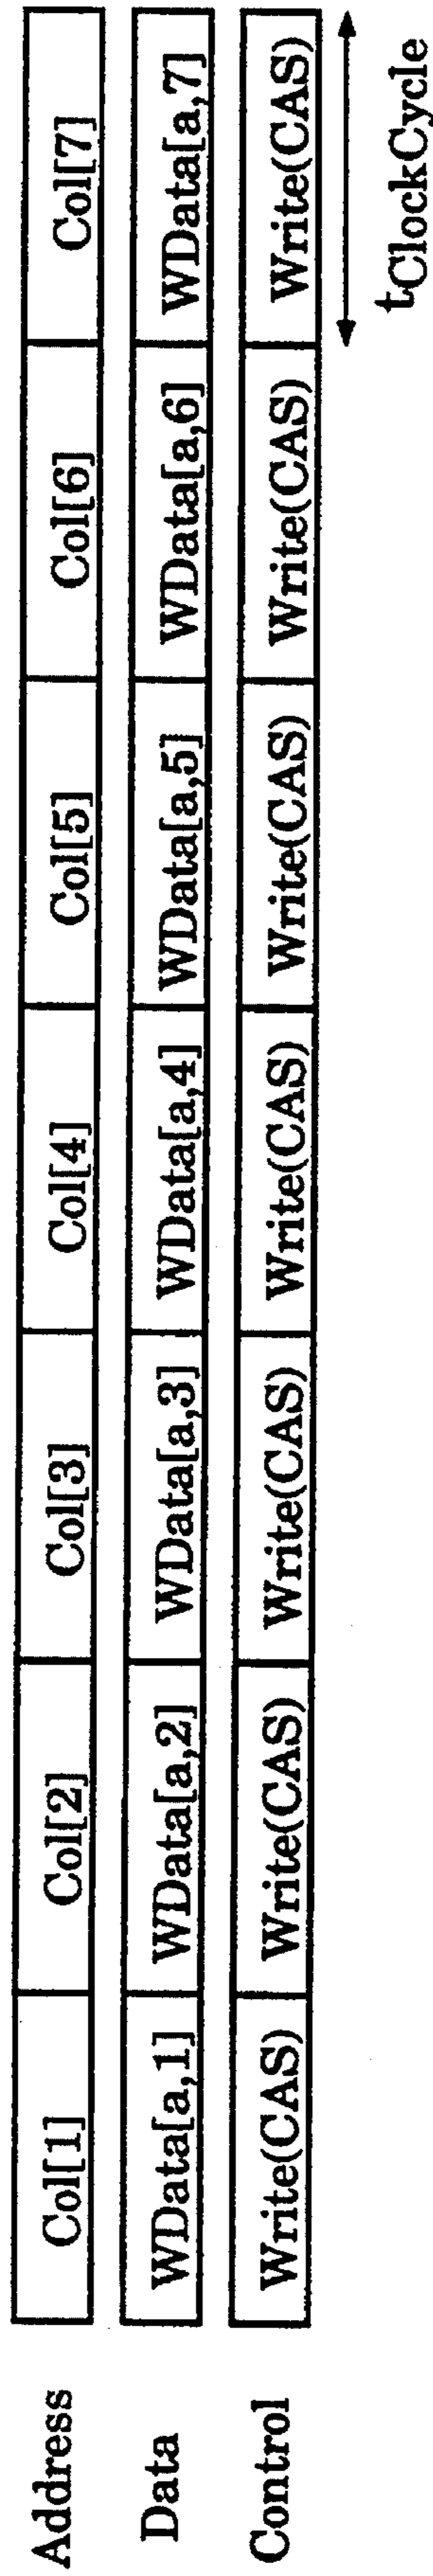 Address Col[1] Col[2] Col[3] Col[4] Col[5] Col[6] Col[7]
Data WData[a,1] WData[a,2] WData[a,3] WData[a,4] WData[a,5] WData[a,6] WData[a,7]
Control Write(CAS) Write(CAS) Write(CAS) Write(CAS) Write(CAS) Write(CAS) Write(CAS)
tClockCycle